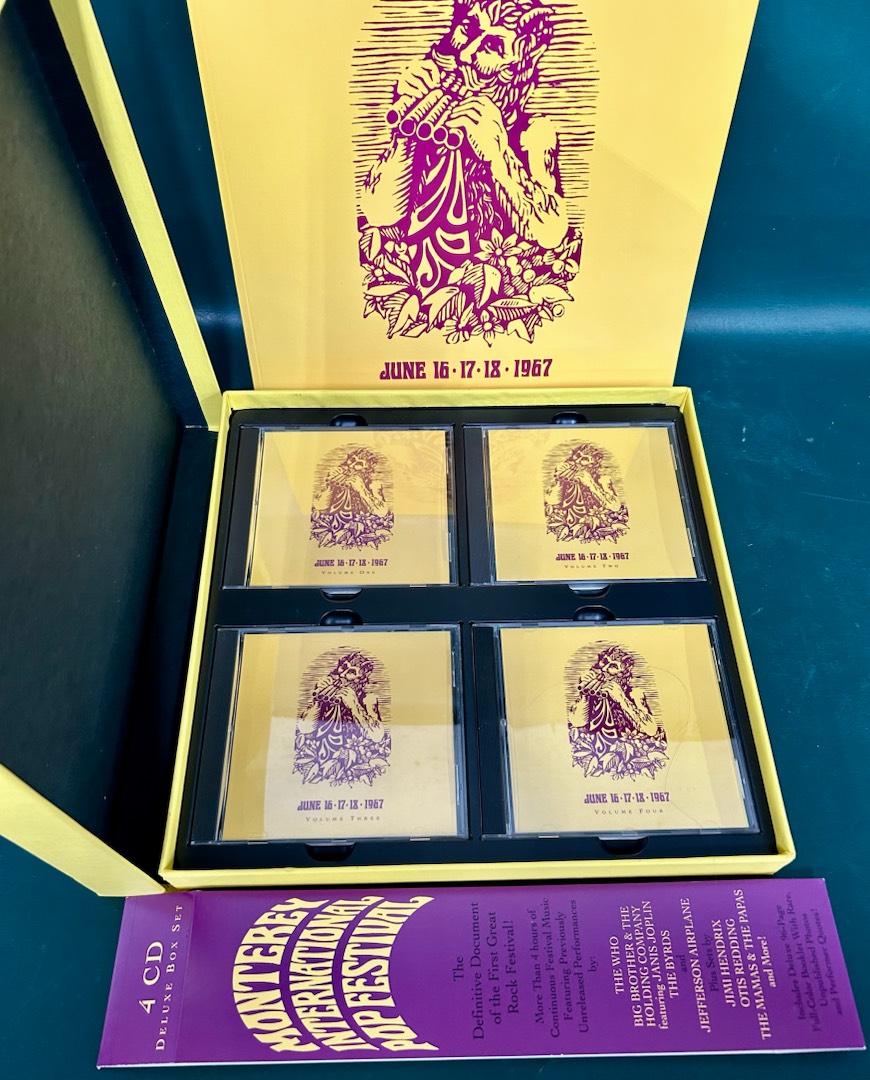 JUNE 16·17·18·1967
JUNE 16·17·18·1967
VOLUME ONE
JUNE 16·17·18·1967
VOLUME TWO
JUNE 16·17·18·1967
VOLUME THREE
JUNE 16·17·18·1967
VOLUME FOUR
4 CD
DELUXE BOX SET
MONTEREY
INTERNATIONAL
POP FESTIVAL
The
Definitive Document
of the First Great
Rock Festival!
More Than 4 hours of
Continuous Festival Music
Featuring Previously
Unreleased Performances
by:
THE WHO
BIG BROTHER & THE
HOLDING COMPANY
featuring JANIS JOPLIN
THE BYRDS
and
JEFFERSON AIRPLANE
Plus Sets by
JIMI HENDRIX
OTIS REDDING
THE MAMAS & THE PAPAS
and More!
Includes Deluxe 96-Page
Full-Color Booklet With Rare,
Unpublished Photos
and Performer Quotes!